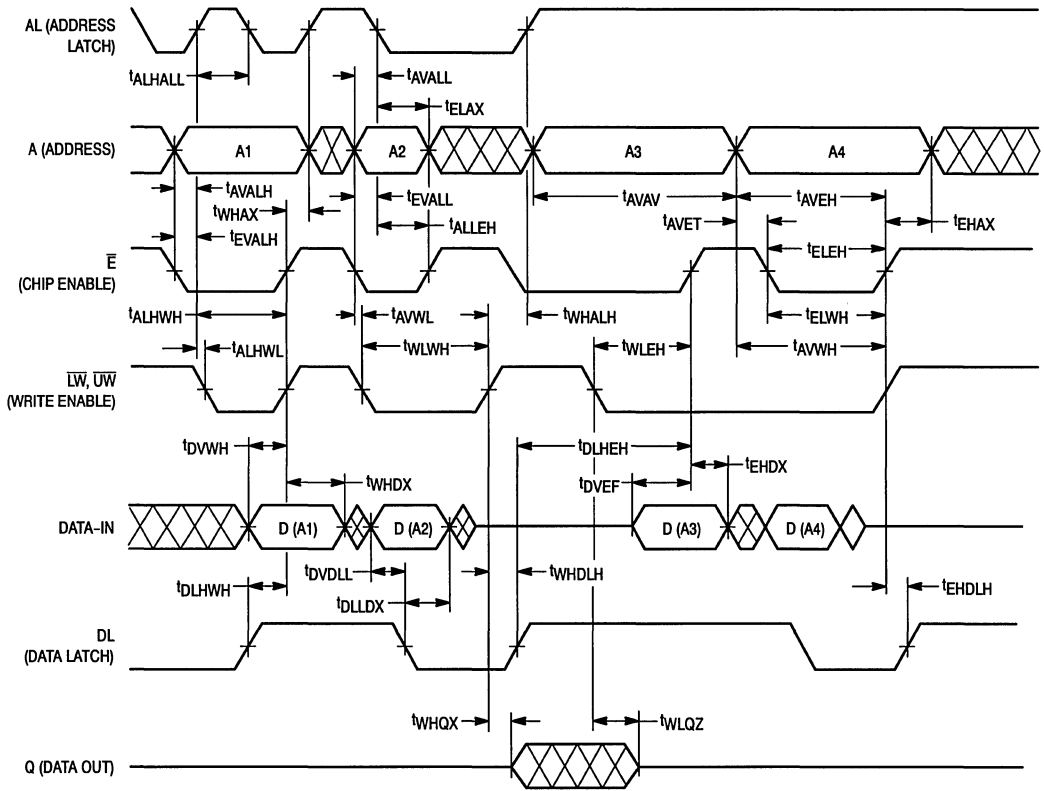 AL (ADDRESS
LATCH)
tALHALL
tAVALL
tELAX
A (ADDRESS)
A1
A2
A3
A4
tAVALH
tWHAX
tEVALH
tEVALL
tALLEH
tAVAV
tAVEH
tAVET
tEHAX
tELEH
E̅
(CHIP ENABLE)
tALHWH
tAVWL
tWHALH
tELWH
tALHWL
tWLWH
tWLEH
tAVWH
L̅W̅, U̅W̅
(WRITE ENABLE)
tDVWH
tDLHEH
tWHDX
tDVEF
tEHDX
DATA–IN
D (A1)
D (A2)
D (A3)
D (A4)
tDLHWH
tDVDLL
tWHDLH
tEHDLH
tDLLDX
DL
(DATA LATCH)
tWHQX
tWLQZ
Q (DATA OUT)